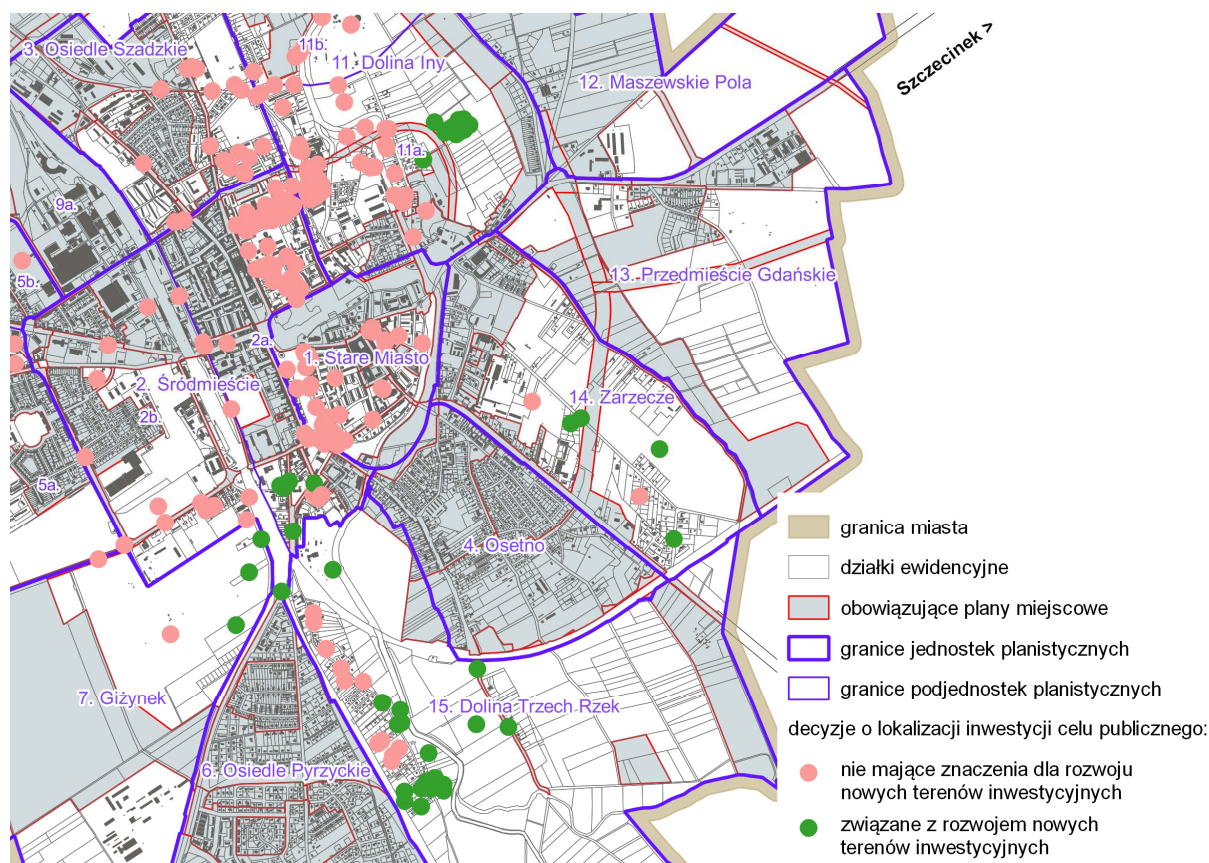 3. Osiedle Szadzkie
11b.
11. Dolina Iny
12. Maszewskie Pola
Szczecinek >
11a.
9a.
5b.
13. Przedmieście Gdańskie
2a.
1. Stare Miasto
2. Śródmieście
2b.
14. Zarzecze
5a.
4. Osetno
7. Giżynek
15. Dolina Trzech Rzek
6. Osiedle Pyrzyckie
granica miasta
działki ewidencyjne
obowiązujące plany miejscowe
granice jednostek planistycznych
granice podjednostek planistycznych
decyzje o lokalizacji inwestycji celu publicznego:
nie mające znaczenia dla rozwoju
nowych terenów inwestycyjnych
związane z rozwojem nowych
terenów inwestycyjnych